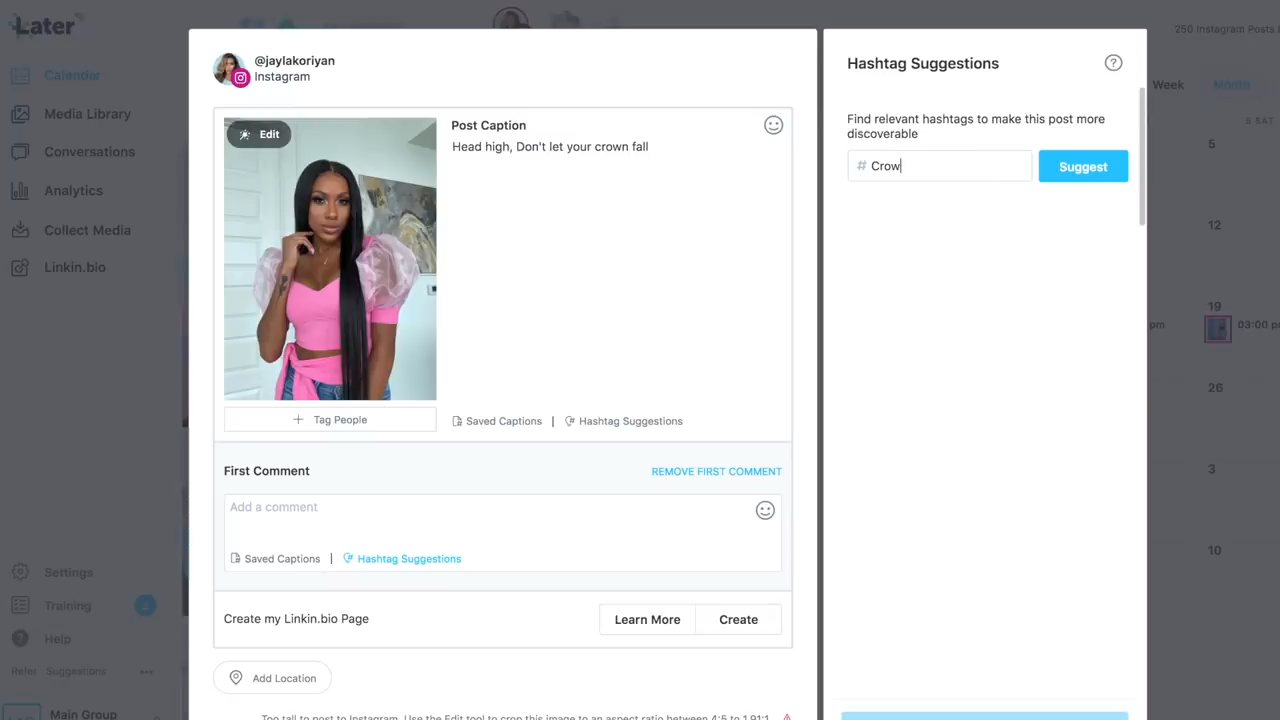 Later
Calendar
Media Library
Conversations
Analytics
Collect Media
Linkin.bio
Settings
Training
Help
Refer Suggestions
Main Group
@jaylakoriyan
Instagram
Edit
Post Caption
Head high, Don't let your crown fall
Tag People
Saved Captions | Hashtag Suggestions
First Comment
REMOVE FIRST COMMENT
Add a comment
Saved Captions | Hashtag Suggestions
Create my Linkin.bio Page
Learn More
Create
Add Location
Too tall to post to Instagram. Use the Edit tool to crop this image to an aspect ratio between 4:5 to 1.91:1
Hashtag Suggestions
Find relevant hashtags to make this post more
discoverable
# Crow
Suggest
250 Instagram Posts
Week
Month
SAT
5
12
19
pm
03:00 p
26
3
10